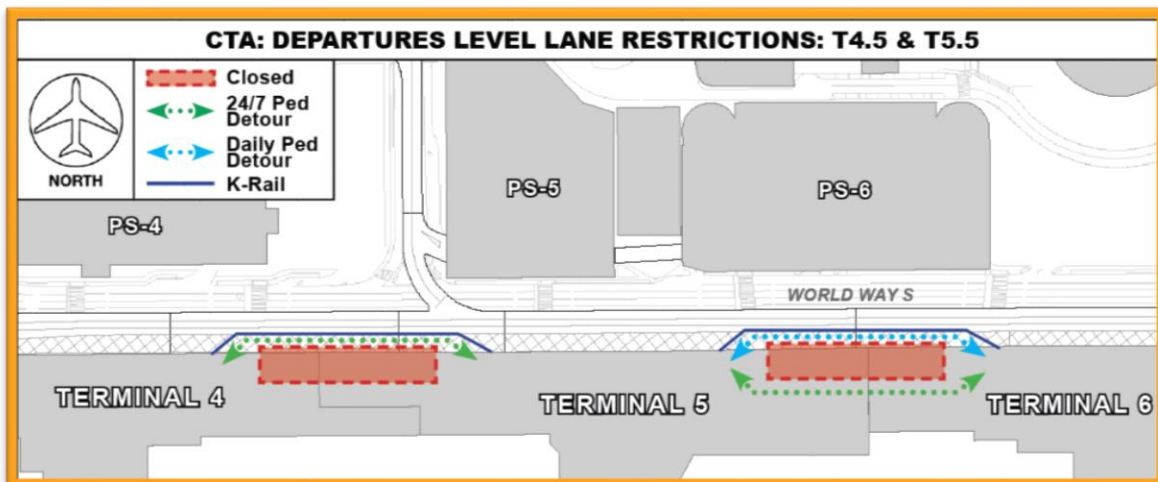 CTA: DEPARTURES LEVEL LANE RESTRICTIONS: T4.5 & T5.5
NORTH
Closed
24/7 Ped
Detour
Daily Ped
Detour
K-Rail
PS-4
PS-5
PS-6
WORLD WAY S
TERMINAL 4
TERMINAL 5
TERMINAL 6